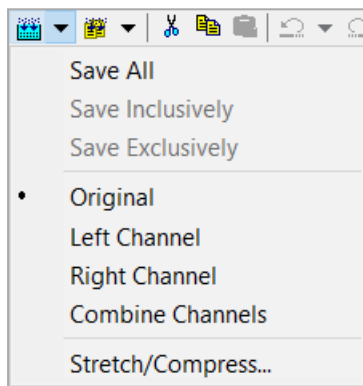 Save All
Save Inclusively
Save Exclusively
Original
Left Channel
Right Channel
Combine Channels
Stretch/Compress...